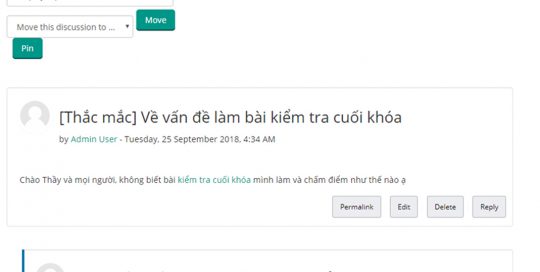 Move this discussion to ...
Move
Pin
[Thắc mắc] Về vấn đề làm bài kiểm tra cuối khóa
by Admin User - Tuesday, 25 September 2018, 4:34 AM
Chào Thầy và mọi người, không biết bài kiểm tra cuối khóa mình làm và chấm điểm như thế nào ạ
Permalink
Edit
Delete
Reply